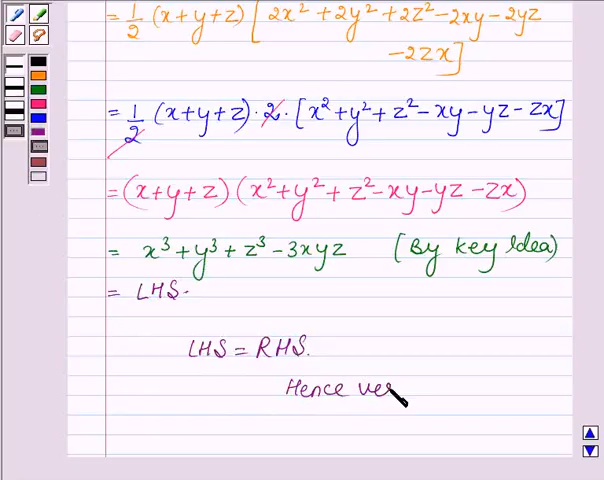 = 1/2 (x+y+z) [2x² + 2y² + 2z² - 2xy - 2yz
- 2zx]
= 1/2 (x+y+z) · 2 · [x² + y² + z² - xy - yz - zx]
= (x+y+z) (x² + y² + z² - xy - yz - zx)
= x³ + y³ + z³ - 3xyz (By key Idea)
= LHS.
LHS = RHS.
Hence ver